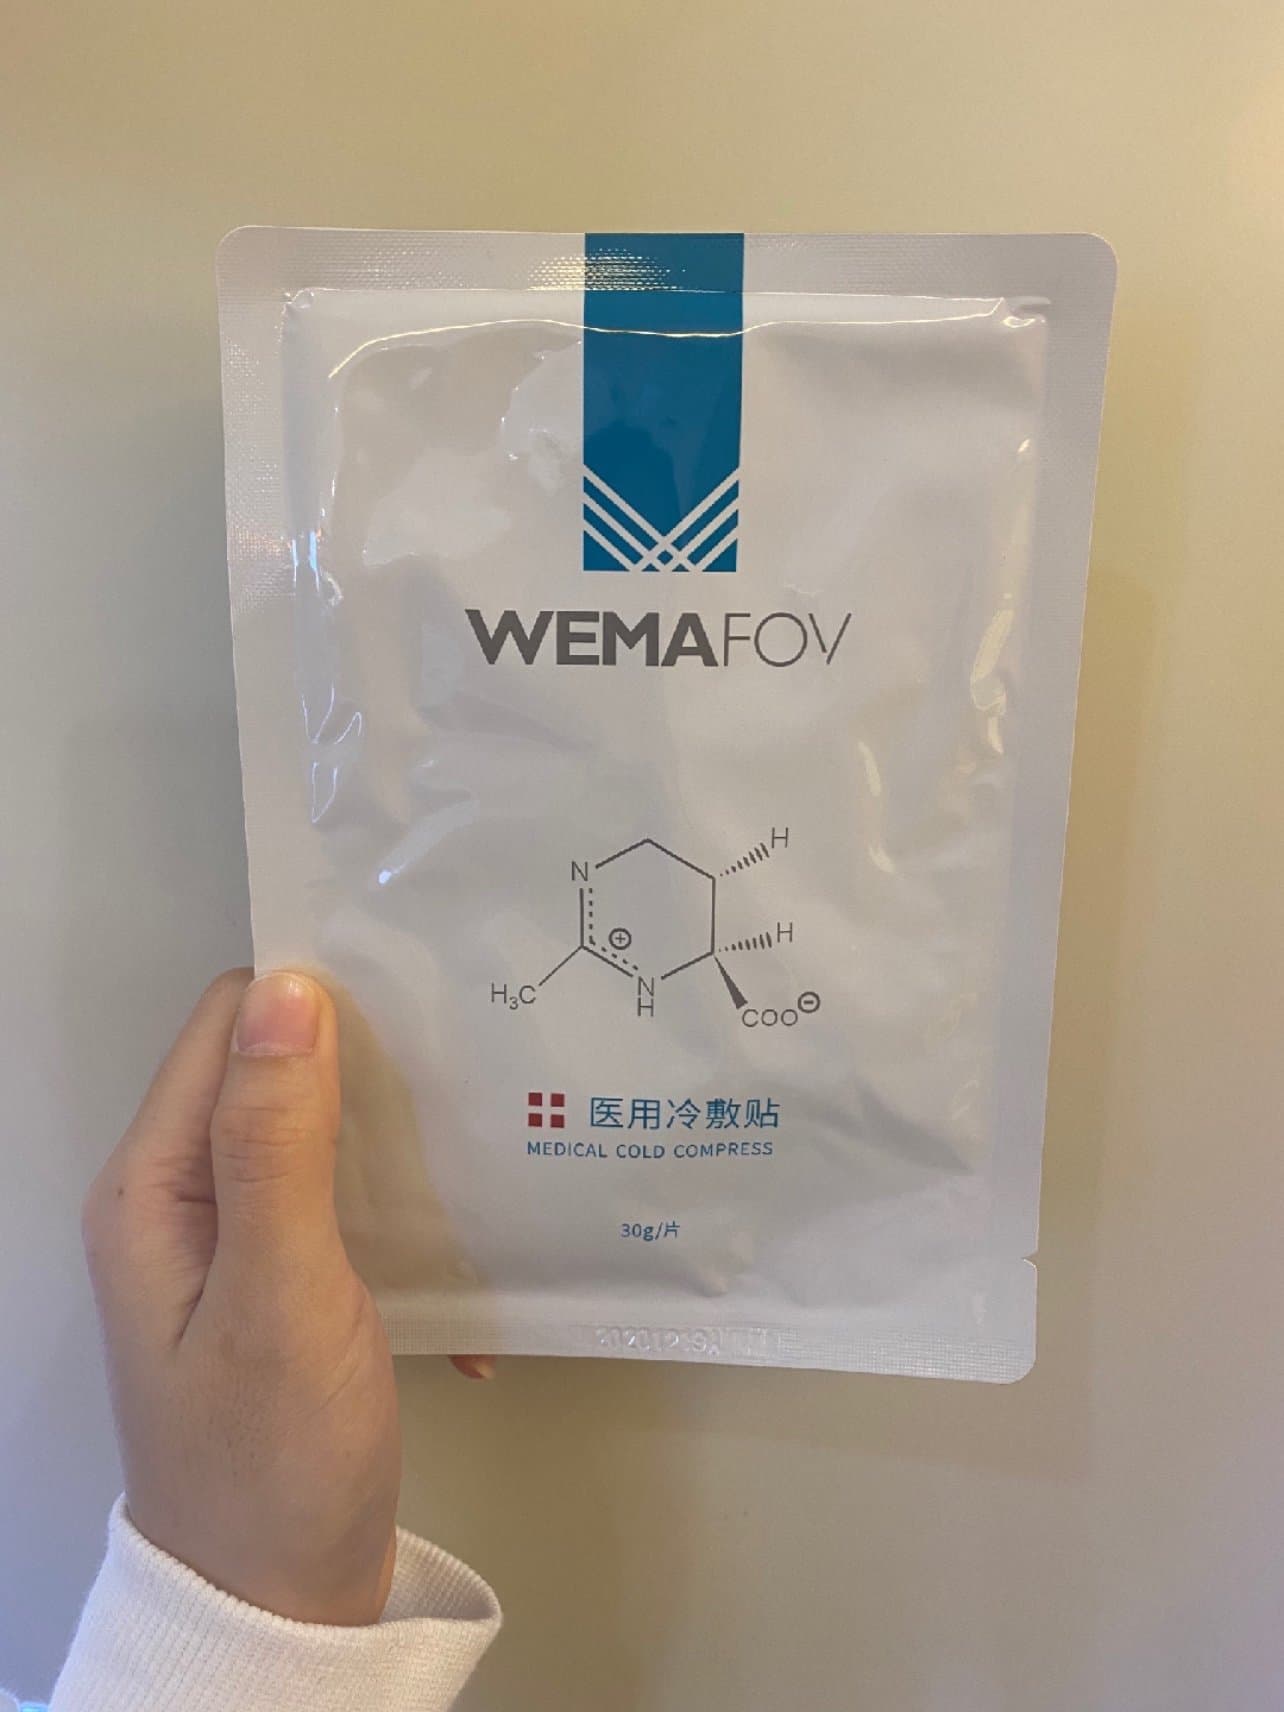 WEMAFOV
H
N
H
H₃C
N
H
COO⊖
⊕
医用冷敷贴
MEDICAL COLD COMPRESS
30g/片